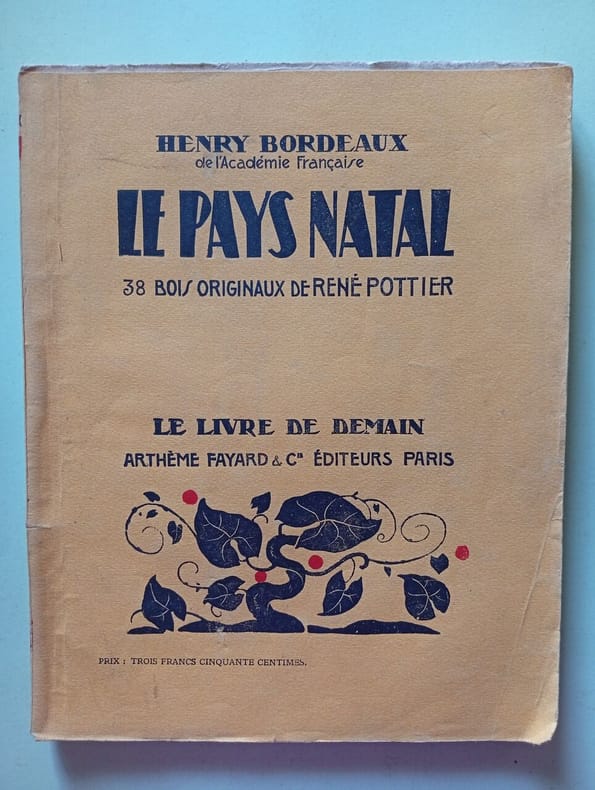 HENRY BORDEAUX
de l'Académie Française
LE PAYS NATAL
38 BOIS ORIGINAUX DE RENÉ POTTIER
LE LIVRE DE DEMAIN
ARTHÈME FAYARD & Cie ÉDITEURS PARIS
PRIX : TROIS FRANCS CINQUANTE CENTIMES.